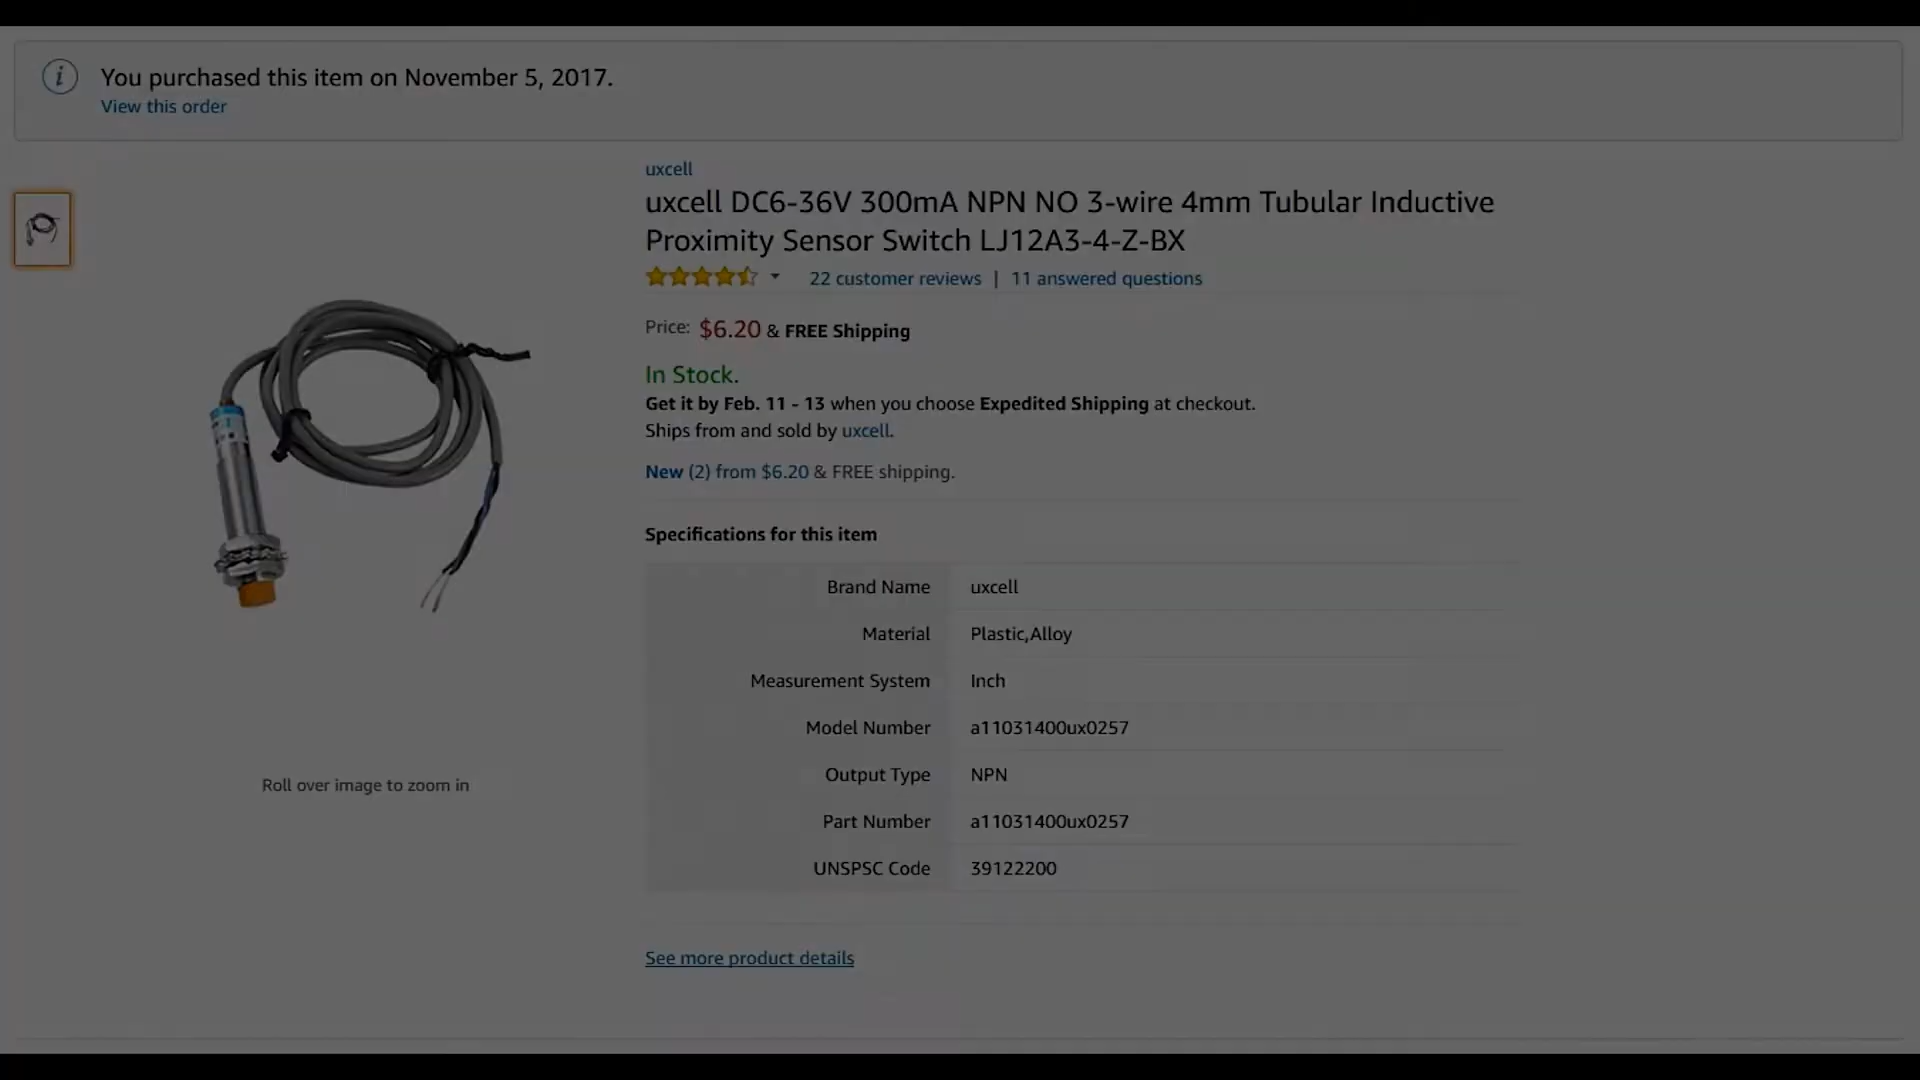 You purchased this item on November 5, 2017.
View this order
uxcell
uxcell DC6-36V 300mA NPN NO 3-wire 4mm Tubular Inductive
Proximity Sensor Switch LJ12A3-4-Z-BX
22 customer reviews | 11 answered questions
Price: $6.20 & FREE Shipping
In Stock.
Get it by Feb. 11 - 13 when you choose Expedited Shipping at checkout.
Ships from and sold by uxcell.
New (2) from $6.20 & FREE shipping.
Specifications for this item
Brand Name uxcell
Material Plastic,Alloy
Measurement System Inch
Model Number a11031400ux0257
Output Type NPN
Part Number a11031400ux0257
UNSPSC Code 39122200
Roll over image to zoom in
See more product details